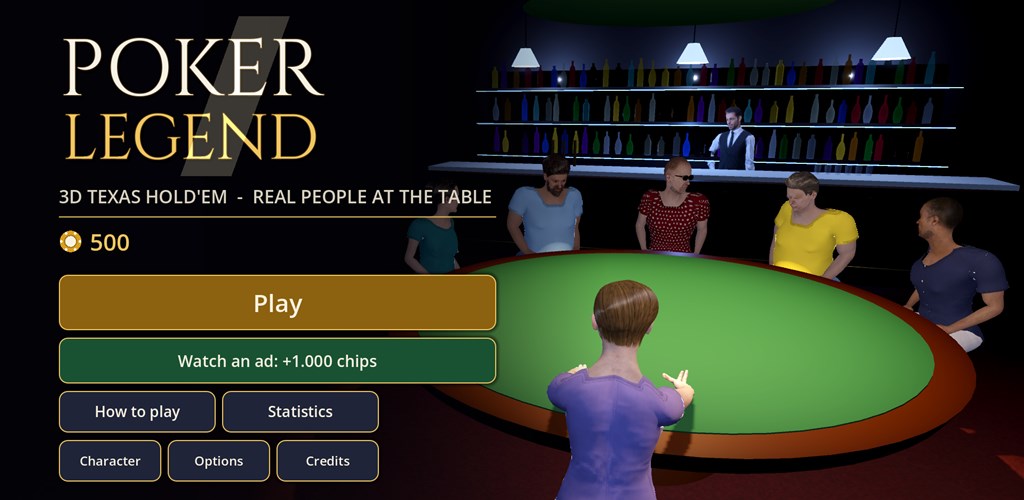 POKER
LEGEND
3D TEXAS HOLD'EM - REAL PEOPLE AT THE TABLE
500
Play
Watch an ad: +1.000 chips
How to play
Statistics
Character
Options
Credits